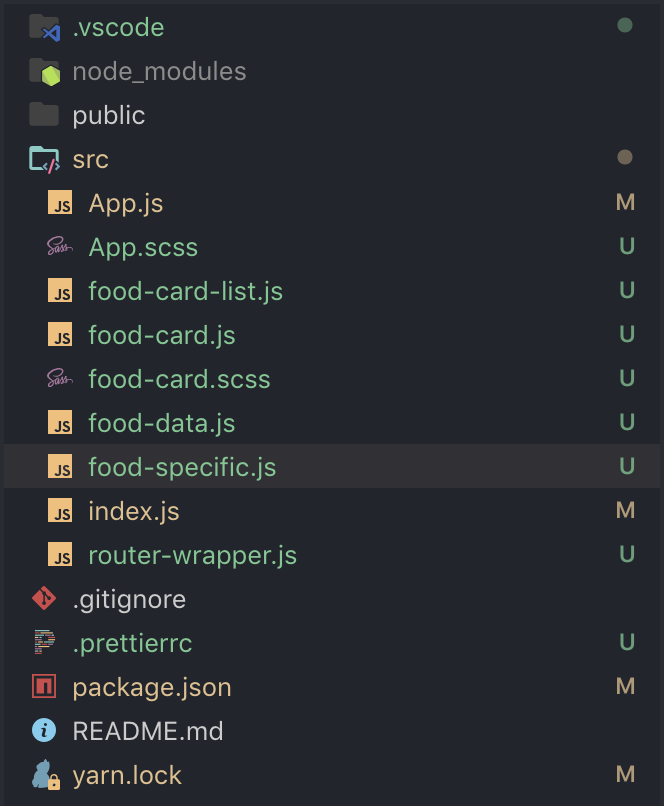 .vscode
node_modules
public
src
JS App.js M
Sass App.scss U
JS food-card-list.js U
JS food-card.js U
Sass food-card.scss U
JS food-data.js U
JS food-specific.js U
JS index.js M
JS router-wrapper.js U
.gitignore
.prettierrc U
package.json M
README.md
yarn.lock M